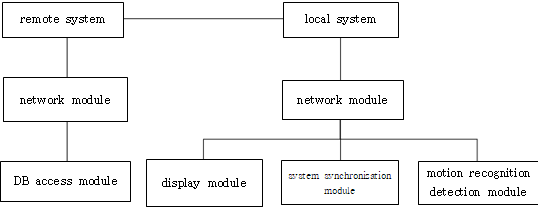 remote system
local system
network module
network module
DB access module
display module
system synchronization
module
motion recognition
detection module